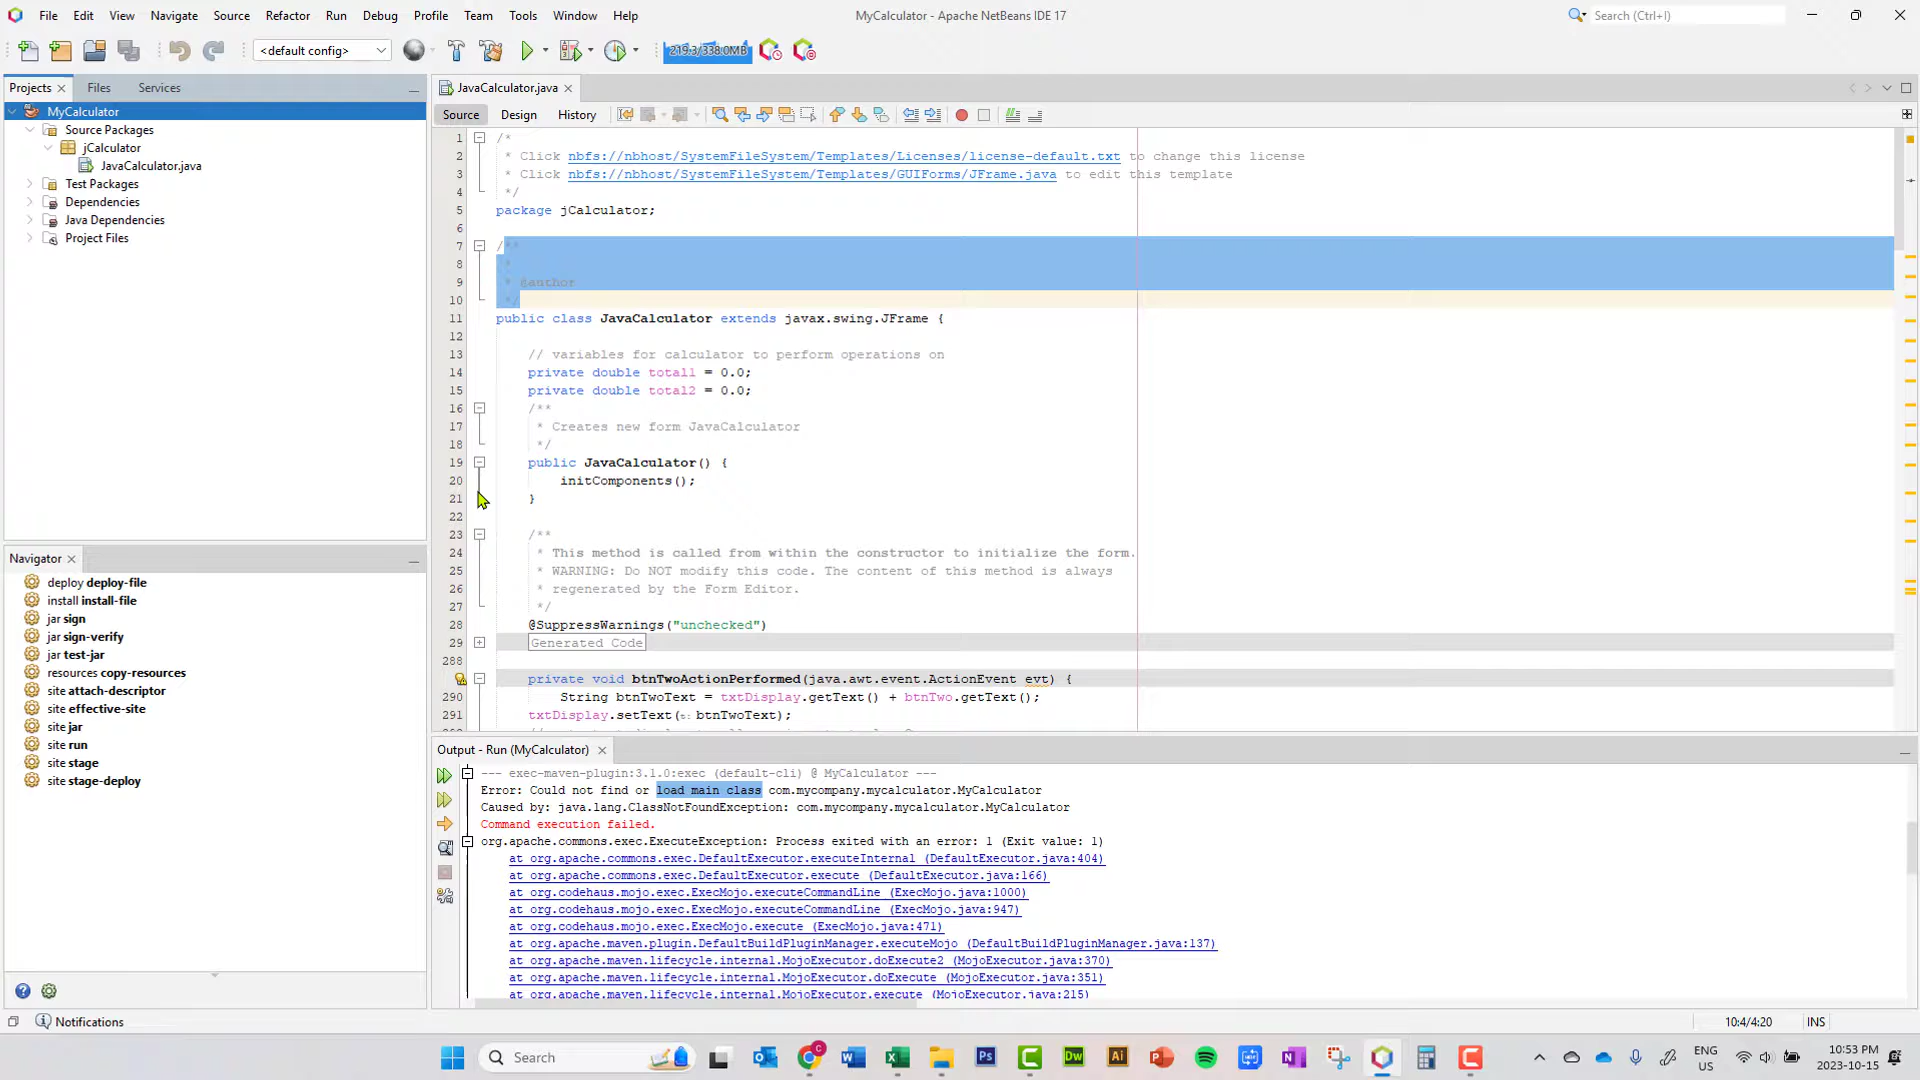 File Edit View Navigate Source Refactor Run Debug Profile Team Tools Window Help
MyCalculator - Apache NetBeans IDE 17
Search (Ctrl+I)
<default config>
219.3/338.0MB
Projects Files Services
MyCalculator
Source Packages
jCalculator
JavaCalculator.java
Test Packages
Dependencies
Java Dependencies
Project Files
Navigator
deploy deploy-file
install install-file
jar sign
jar sign-verify
jar test-jar
resources copy-resources
site attach-descriptor
site effective-site
site jar
site run
site stage
site stage-deploy
JavaCalculator.java
Source Design History
1 /*
2 * Click nbfs://nbhost/SystemFileSystem/Templates/Licenses/license-default.txt to change this license
3 * Click nbfs://nbhost/SystemFileSystem/Templates/GUIForms/JFrame.java to edit this template
4 */
5 package jCalculator;
6
7 /**
8 *
9 * @author
10 */
11 public class JavaCalculator extends javax.swing.JFrame {
12
13 // variables for calculator to perform operations on
14 private double total1 = 0.0;
15 private double total2 = 0.0;
16 /**
17 * Creates new form JavaCalculator
18 */
19 public JavaCalculator() {
20 initComponents();
21 }
22
23 /**
24 * This method is called from within the constructor to initialize the form.
25 * WARNING: Do NOT modify this code. The content of this method is always
26 * regenerated by the Form Editor.
27 */
28 @SuppressWarnings("unchecked")
29 Generated Code
288
private void btnTwoActionPerformed(java.awt.event.ActionEvent evt) {
290 String btnTwoText = txtDisplay.getText() + btnTwo.getText();
291 txtDisplay.setText(btnTwoText);
Output - Run (MyCalculator)
--- exec-maven-plugin:3.1.0:exec (default-cli) @ MyCalculator ---
Error: Could not find or load main class com.mycompany.mycalculator.MyCalculator
Caused by: java.lang.ClassNotFoundException: com.mycompany.mycalculator.MyCalculator
Command execution failed.
org.apache.commons.exec.ExecuteException: Process exited with an error: 1 (Exit value: 1)
at org.apache.commons.exec.DefaultExecutor.executeInternal (DefaultExecutor.java:404)
at org.apache.commons.exec.DefaultExecutor.execute (DefaultExecutor.java:166)
at org.codehaus.mojo.exec.ExecMojo.executeCommandLine (ExecMojo.java:1000)
at org.codehaus.mojo.exec.ExecMojo.executeCommandLine (ExecMojo.java:947)
at org.codehaus.mojo.exec.ExecMojo.execute (ExecMojo.java:471)
at org.apache.maven.plugin.DefaultBuildPluginManager.executeMojo (DefaultBuildPluginManager.java:137)
at org.apache.maven.lifecycle.internal.MojoExecutor.doExecute2 (MojoExecutor.java:370)
at org.apache.maven.lifecycle.internal.MojoExecutor.doExecute (MojoExecutor.java:351)
at org.apache.maven.lifecycle.internal.MojoExecutor.execute (MojoExecutor.java:215)
Notifications
10:4/4:20 INS
Search
ENG
US
10:53 PM
2023-10-15